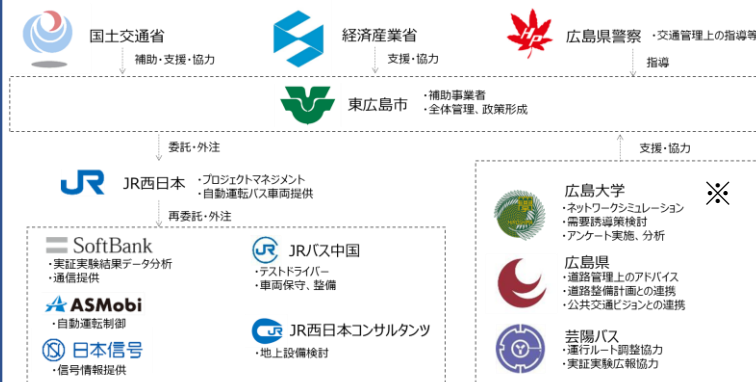 国土交通省
経済産業省
広島県警察 ・交通管理上の指導等
補助・支援・協力
支援・協力
指導
東広島市
・補助事業者
・全体管理、政策形成
委託・外注
支援・協力
JR JR西日本
・プロジェクトマネジメント
・自動運転バス車両提供
再委託・外注
SoftBank
・実証実験結果データ分析
・通信提供
ASMobi
・自動運転制御
日本信号
・信号情報提供
JR JRバス中国
・テストドライバー
・車両保守、整備
JR JR西日本コンサルタンツ
・地上設備検討
広島大学 ※
・ネットワークシミュレーション
・需要誘導策検討
・アンケート実施、分析
広島県
・道路管理上のアドバイス
・道路整備計画との連携
・公共交通ビジョンとの連携
芸陽バス
・運行ルート調整協力
・実証実験広報協力
HP